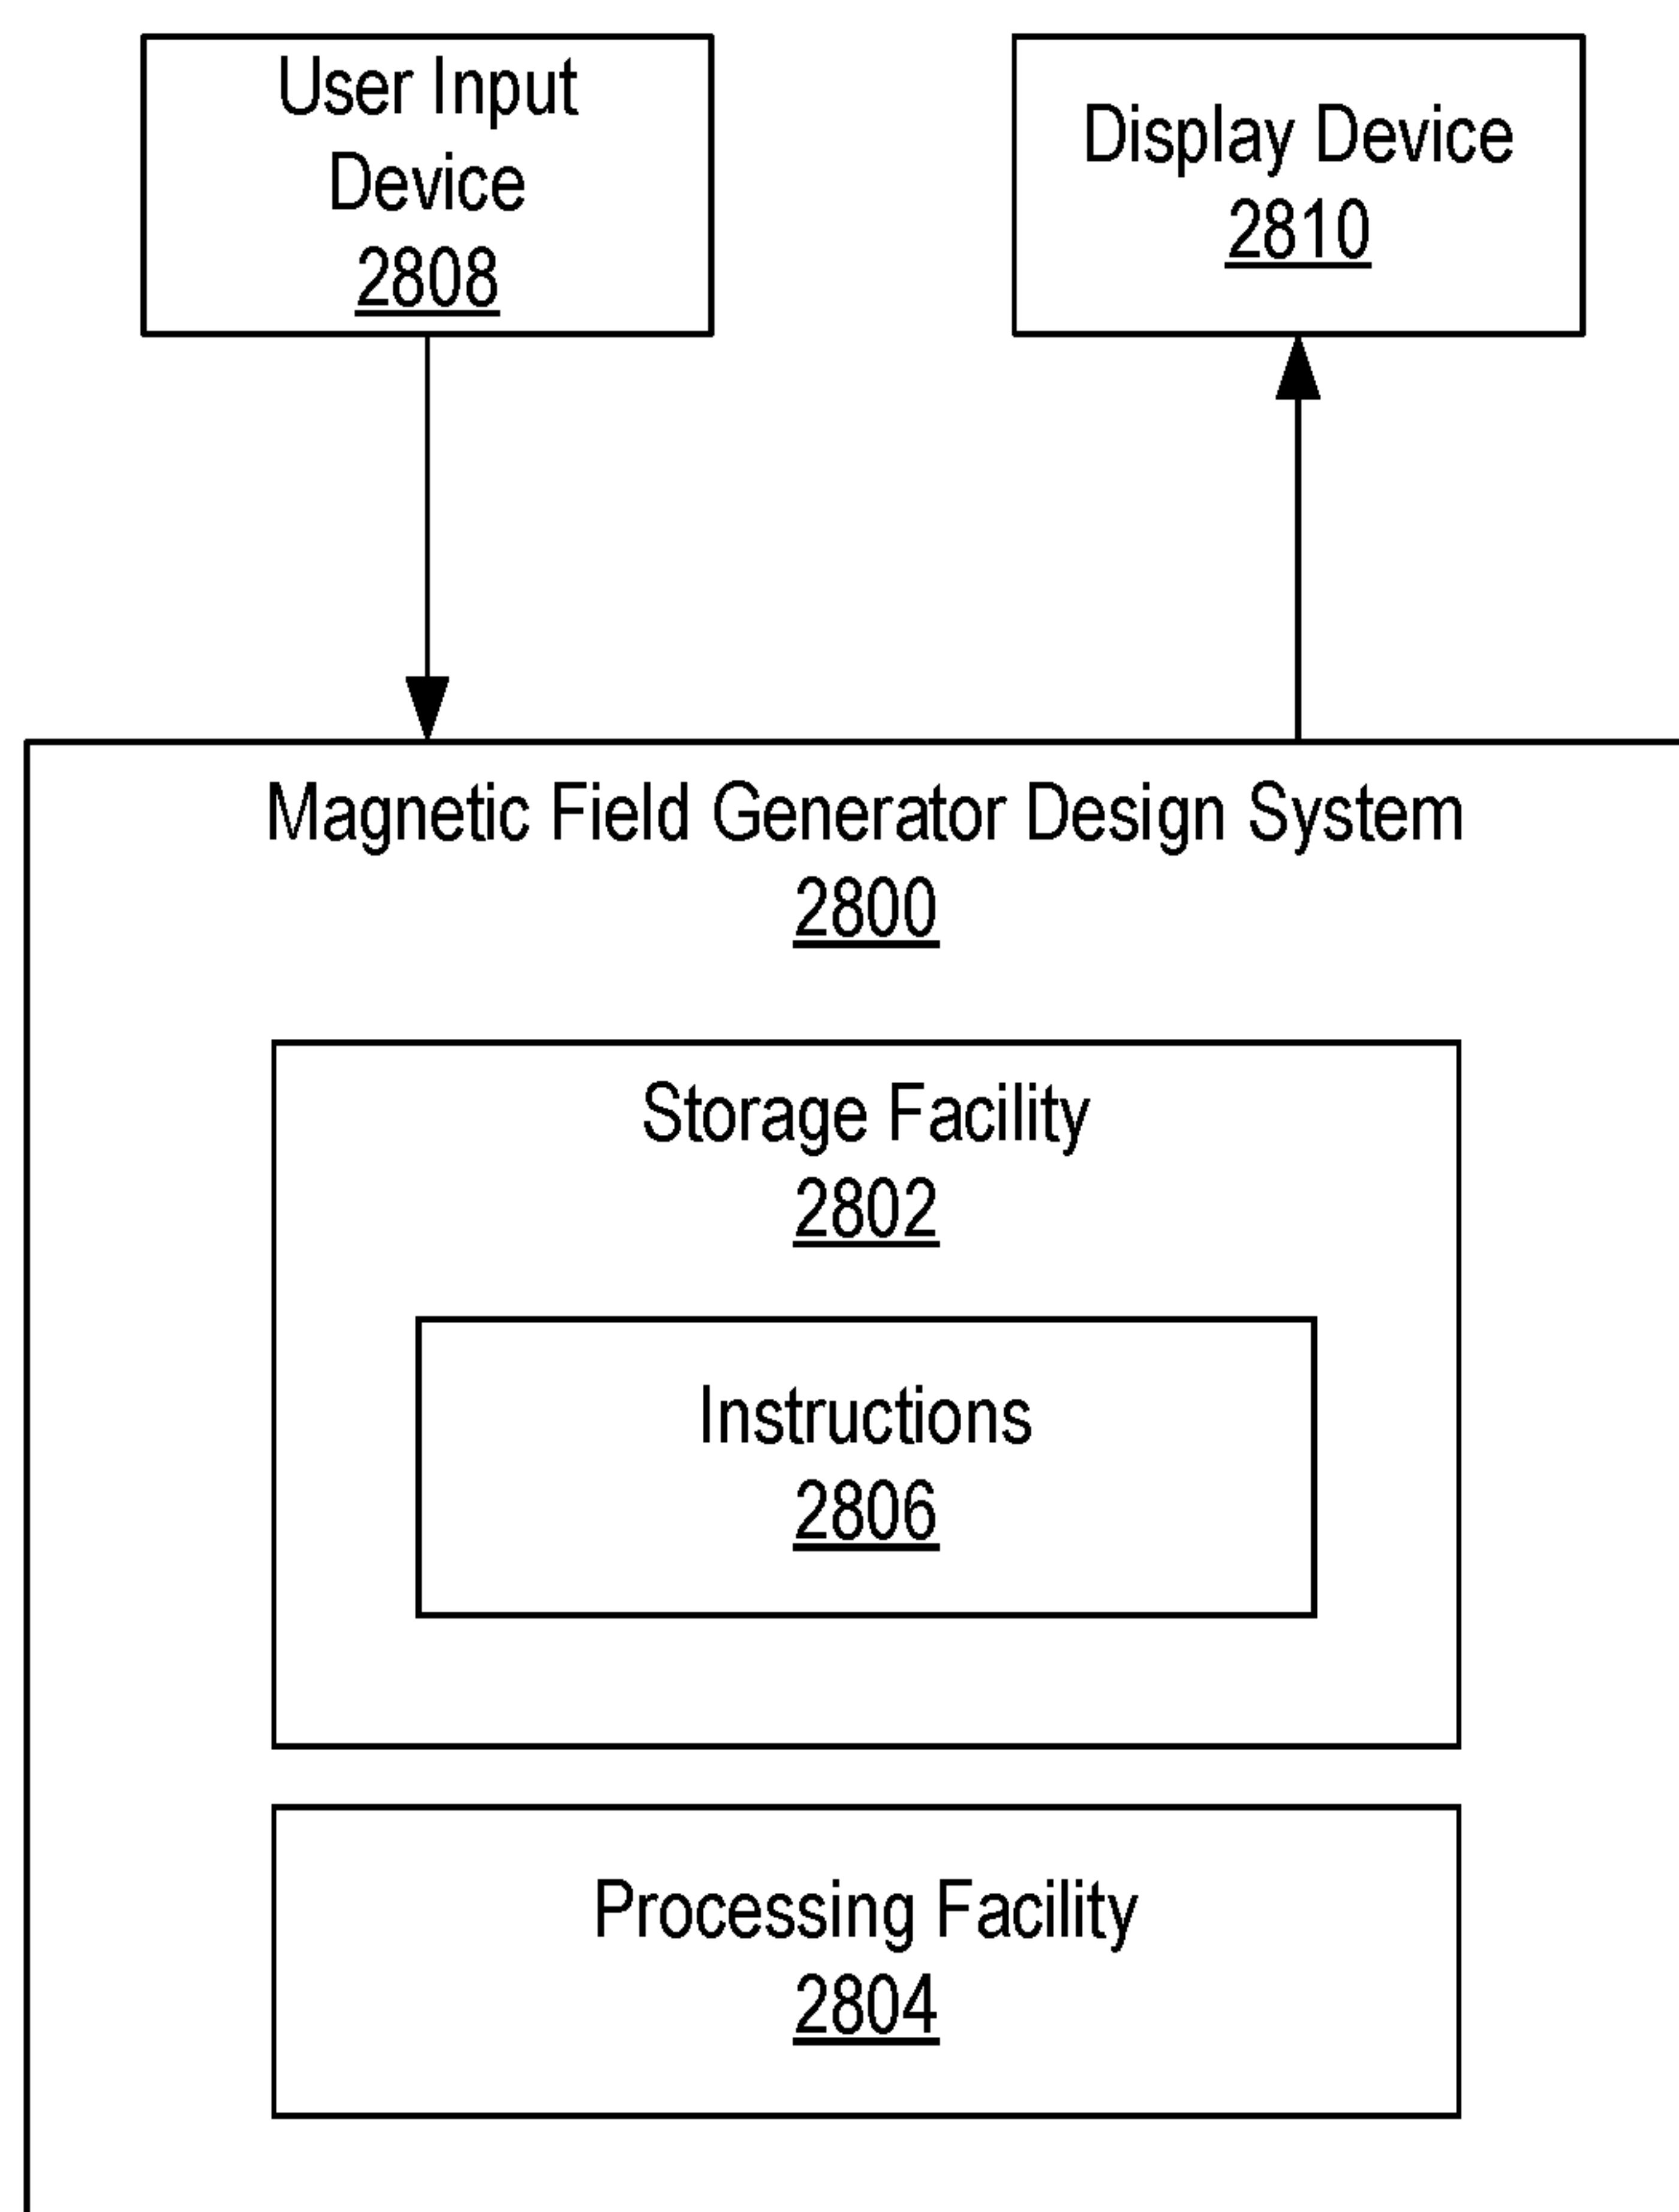 User Input
Device
2808
Display Device
2810
Magnetic Field Generator Design System
2800
Storage Facility
2802
Instructions
2806
Processing Facility
2804